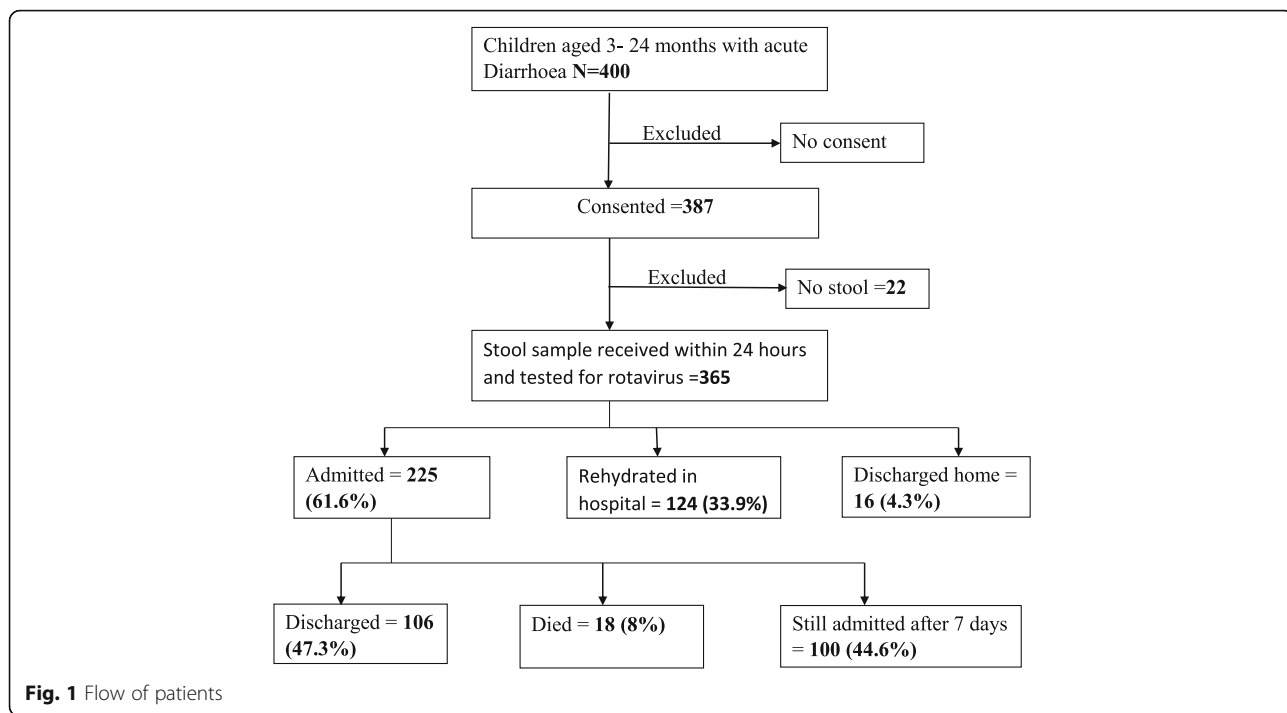 Children aged 3- 24 months with acute
Diarrhoea N=400
Excluded
No consent
Consented =387
Excluded
No stool =22
Stool sample received within 24 hours
and tested for rotavirus =365
Admitted = 225
(61.6%)
Rehydrated in
hospital = 124 (33.9%)
Discharged home =
16 (4.3%)
Discharged = 106
(47.3%)
Died = 18 (8%)
Still admitted after 7 days
= 100 (44.6%)
Fig. 1 Flow of patients